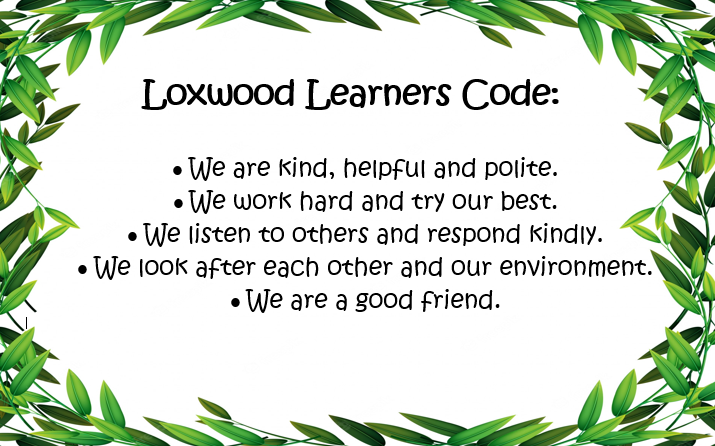 Loxwood Learners Code:
• We are kind, helpful and polite.
• We work hard and try our best.
• We listen to others and respond kindly.
• We look after each other and our environment.
• We are a good friend.